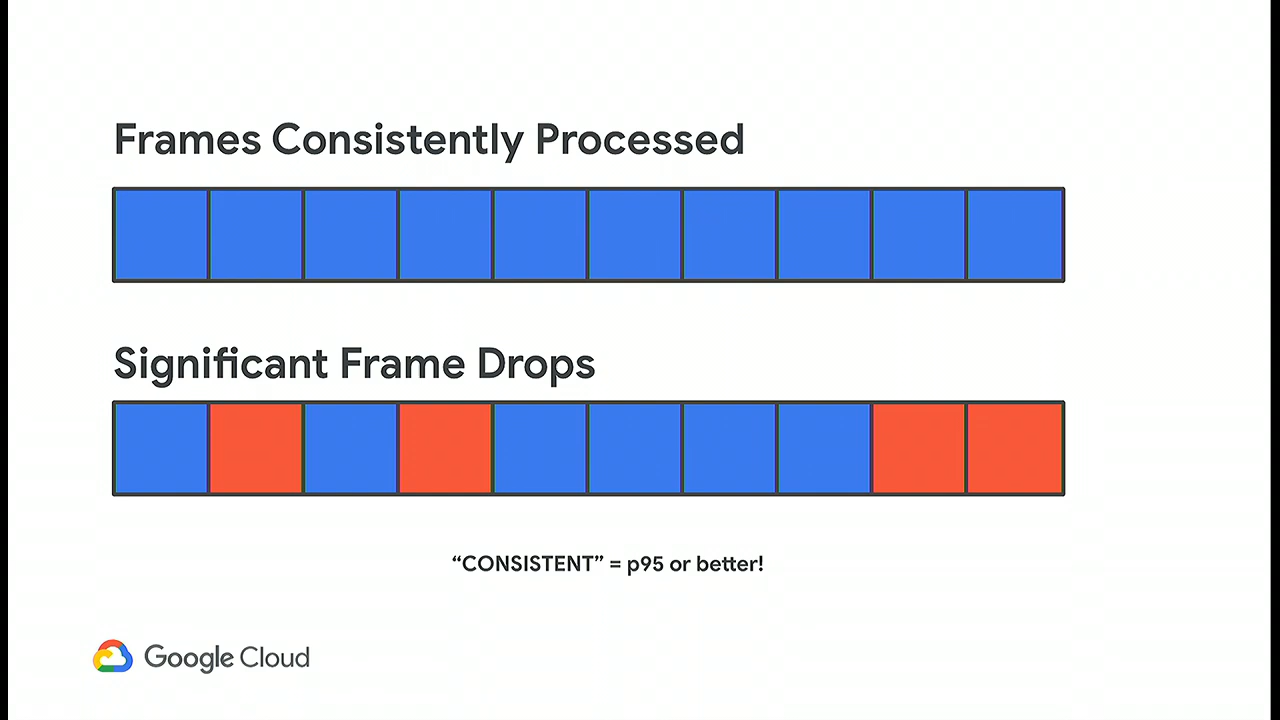 Frames Consistently Processed
Significant Frame Drops
“CONSISTENT” = p95 or better!
Google Cloud